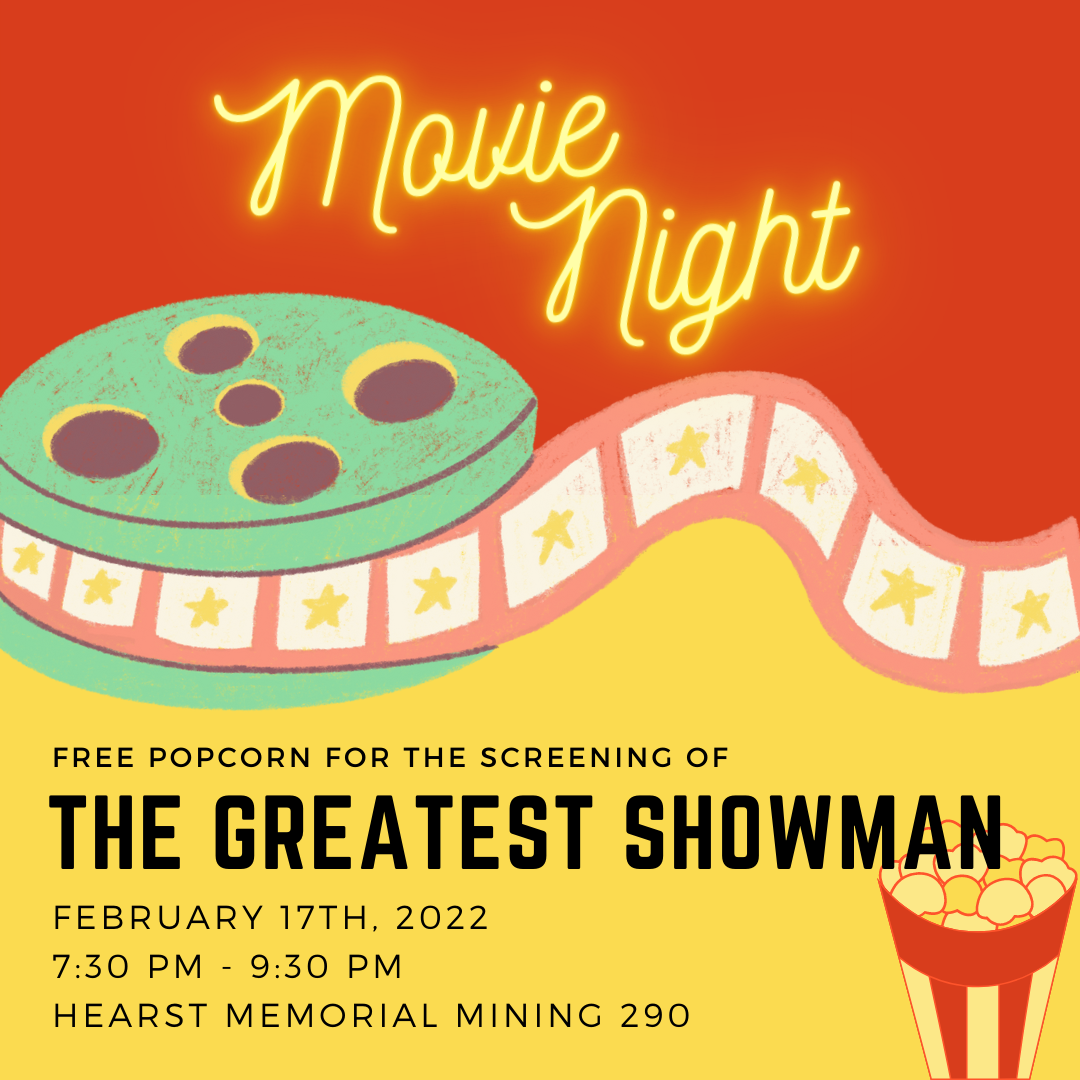 Movie
Night
FREE POPCORN FOR THE SCREENING OF
THE GREATEST SHOWMAN
FEBRUARY 17TH, 2022
7:30 PM - 9:30 PM
HEARST MEMORIAL MINING 290